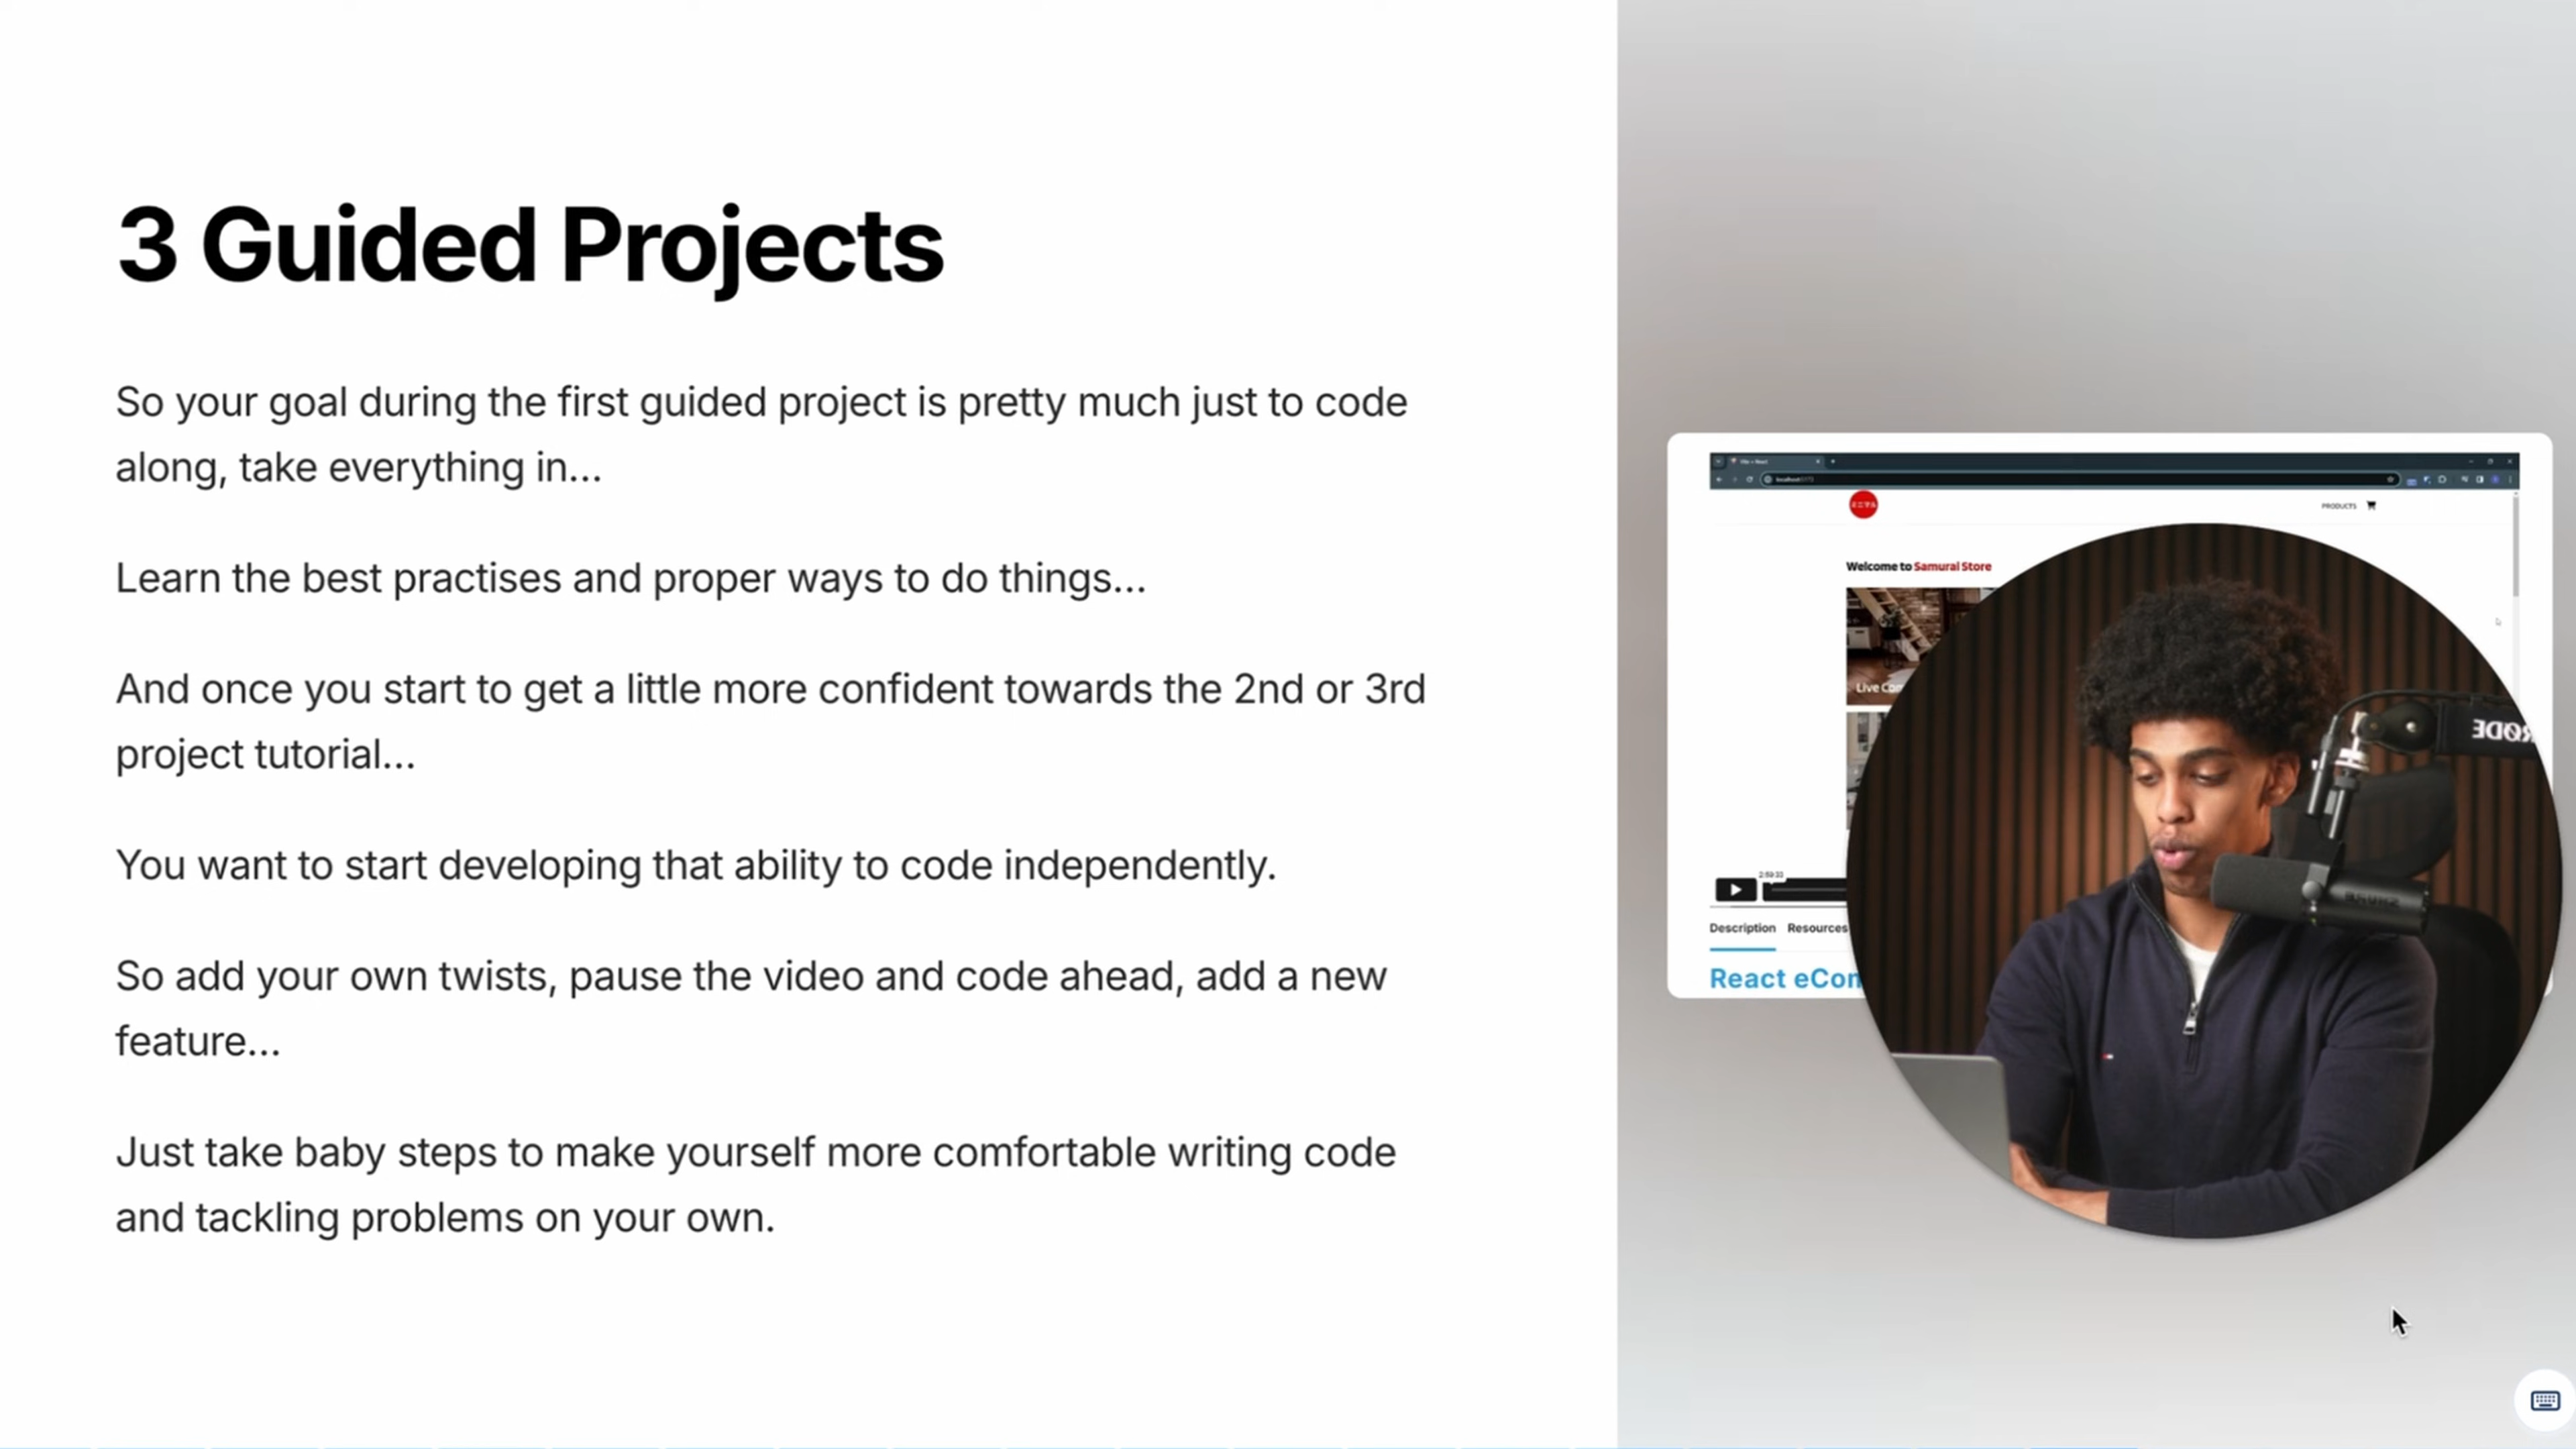 3 Guided Projects
So your goal during the first guided project is pretty much just to code
along, take everything in...
Learn the best practises and proper ways to do things...
And once you start to get a little more confident towards the 2nd or 3rd
project tutorial...
You want to start developing that ability to code independently.
So add your own twists, pause the video and code ahead, add a new
feature...
Just take baby steps to make yourself more comfortable writing code
and tackling problems on your own.
PRODUCTS
Welcome to Samurai Store
RODE
2:59:33
Description Resources
React